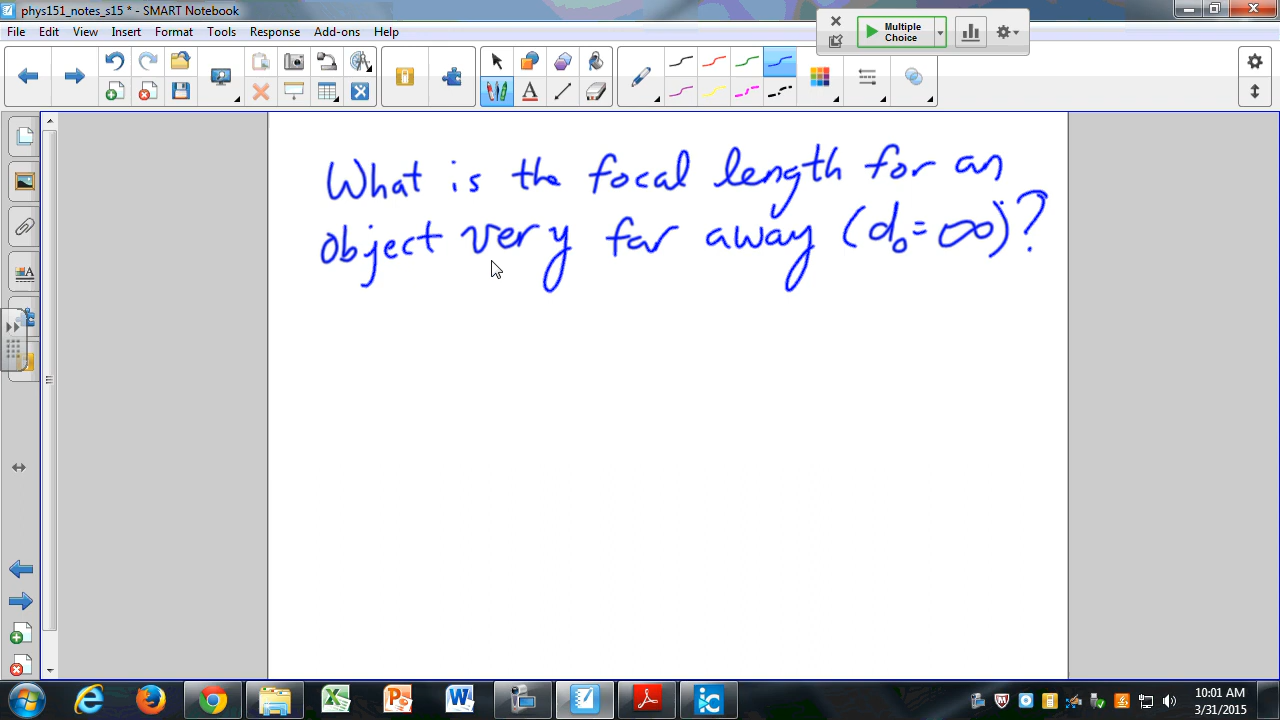 phys151_notes_s15 * - SMART Notebook
File Edit View Insert Format Tools Response Add-ons Help
Multiple
Choice
What is the focal length for an
object very far away (do = ∞)?
10:01 AM
3/31/2015